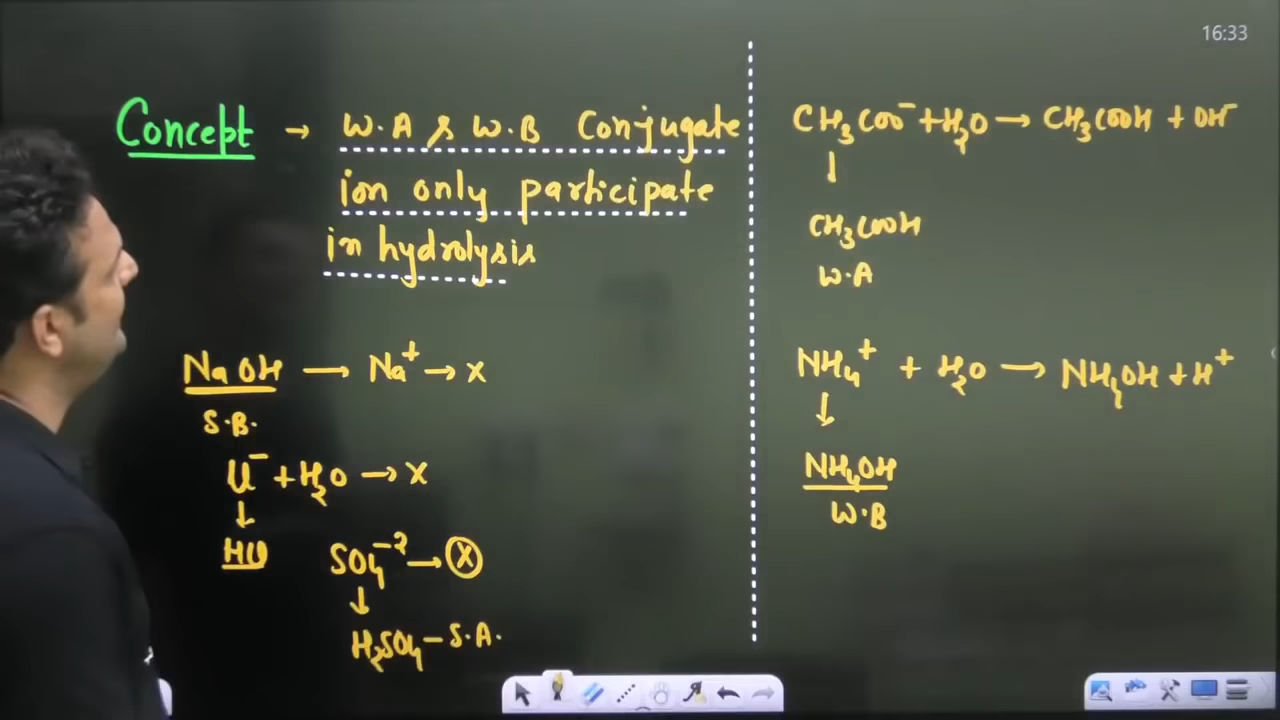 16:33
Concept → W.A & W.B Conjugate
ion only participate
in hydrolysis
NaOH → Na⁺ → X
S.B.
Cl⁻ + H₂O → X
↓
HCl
SO₄⁻² → X
↓
H₂SO₄ - S.A.
CH₃COO⁻ + H₂O → CH₃COOH + OH⁻
|
CH₃COOH
W.A
NH₄⁺ + H₂O → NH₄OH + H⁺
↓
NH₄OH
W.B